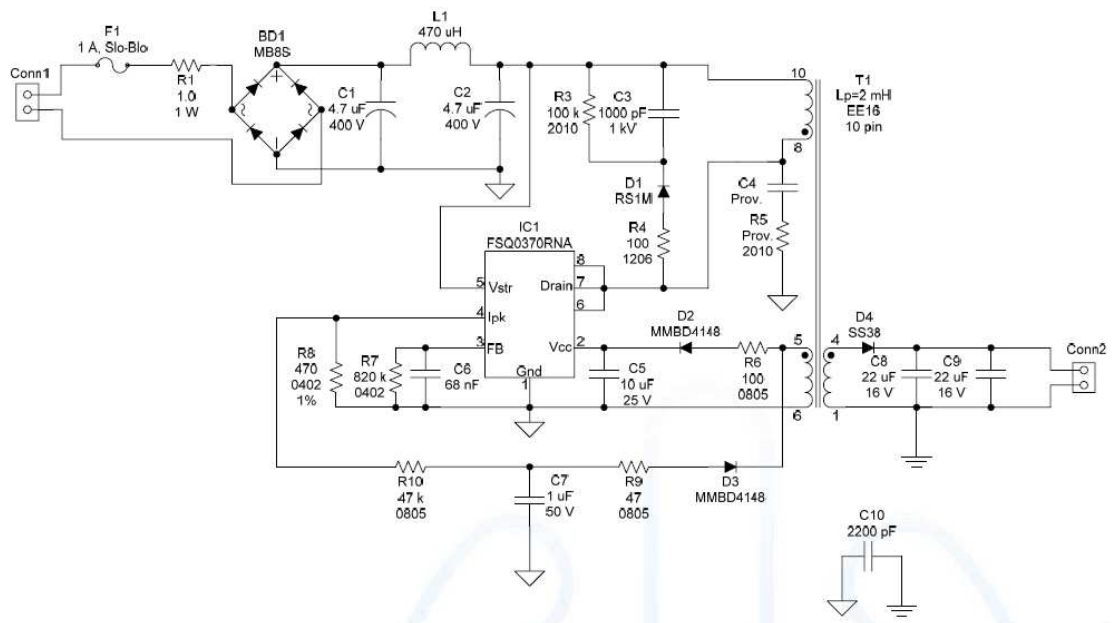 F1
1 A, Slo-Blo
Conn1
R1
1.0
1 W
BD1
MB8S
L1
470 uH
C1
4.7 uF
400 V
C2
4.7 uF
400 V
R3
100 k
2010
C3
1000 pF
1 kV
10
8
T1
Lp=2 mH
EE16
10 pin
D1
RS1M
R4
100
1206
C4
Prov.
R5
Prov.
2010
IC1
FSQ0370RNA
5
Vstr
Drain
8
7
6
4
Ipk
3
FB
Vcc
2
Gnd
1
D2
MMBD4148
R6
100
0805
5
6
4
1
D4
SS38
C8
22 uF
16 V
C9
22 uF
16 V
Conn2
R8
470
0402
1%
R7
820 k
0402
C6
68 nF
C5
10 uF
25 V
R10
47 k
0805
C7
1 uF
50 V
R9
47
0805
D3
MMBD4148
C10
2200 pF